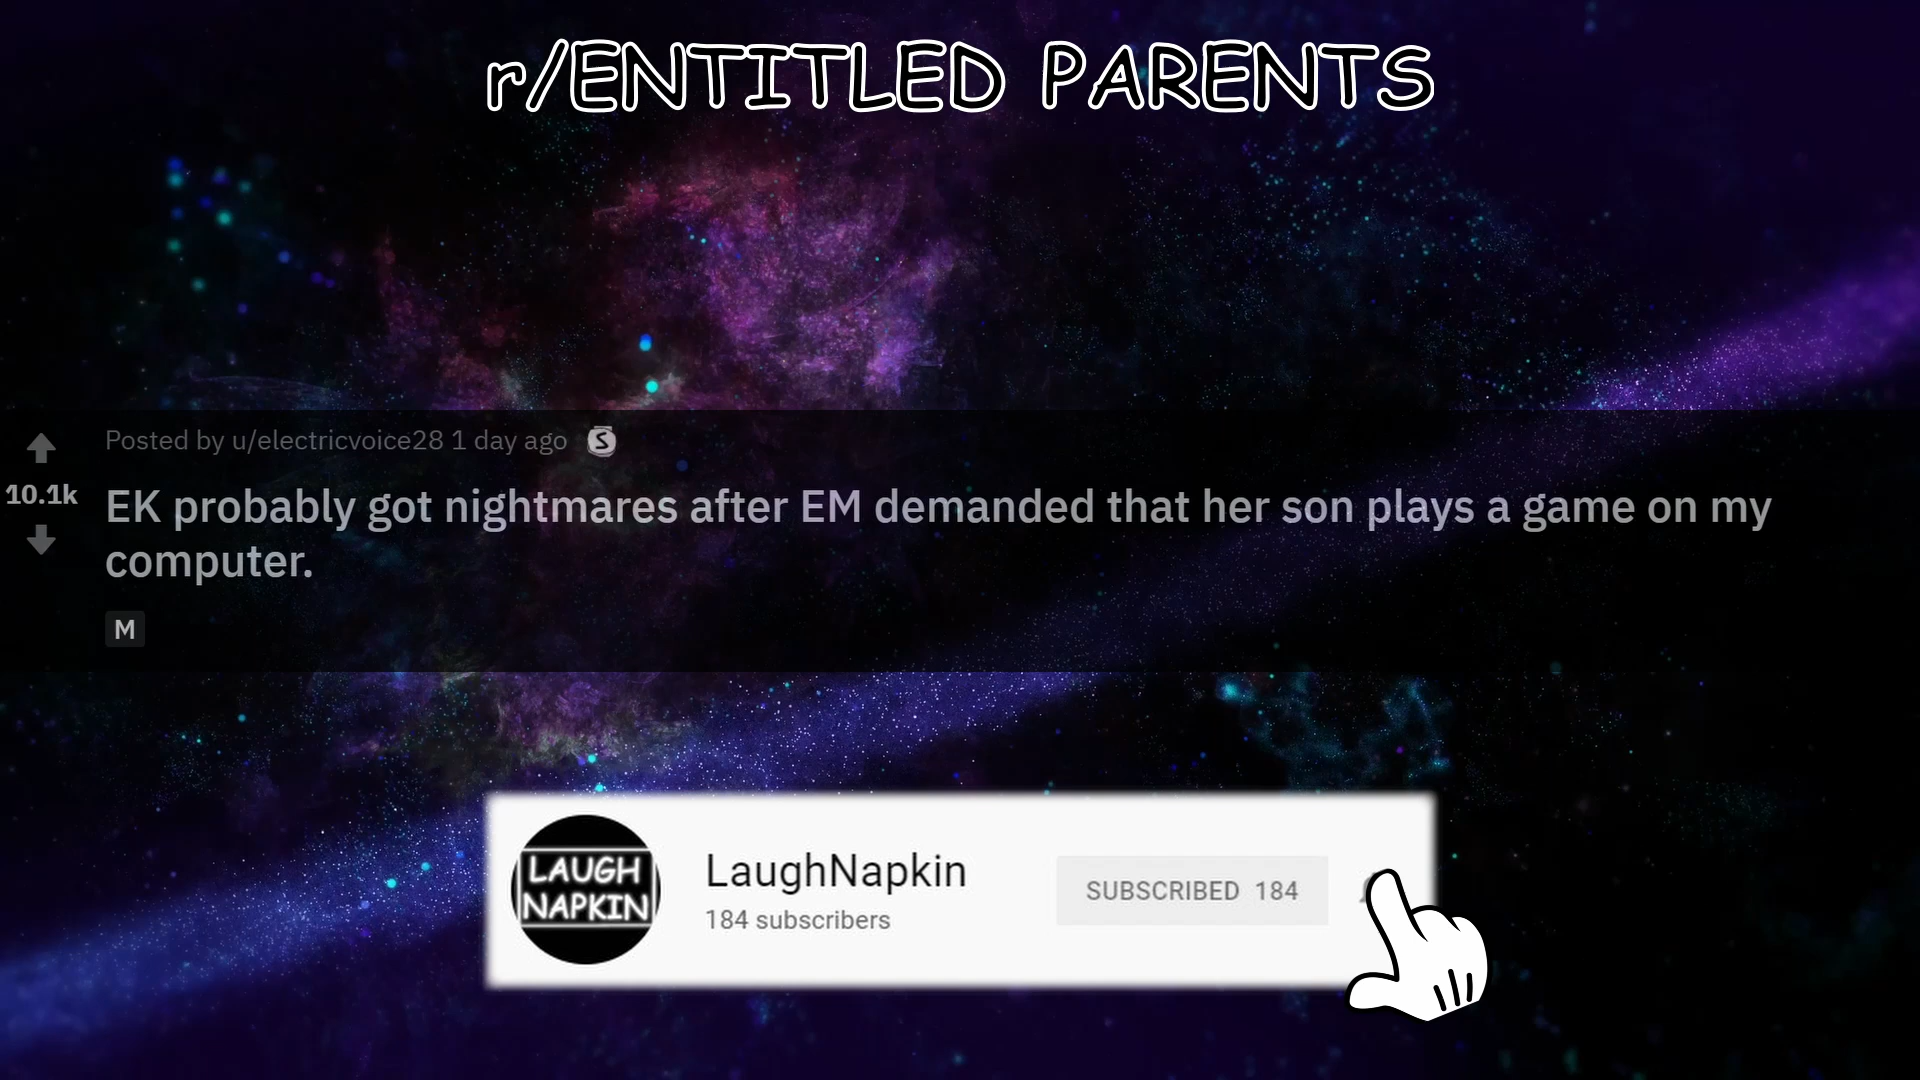 r/ENTITLED PARENTS
Posted by u/electricvoice28 1 day ago
S
10.1k
EK probably got nightmares after EM demanded that her son plays a game on my
computer.
M
LAUGH
NAPKIN
LaughNapkin
184 subscribers
SUBSCRIBED 184